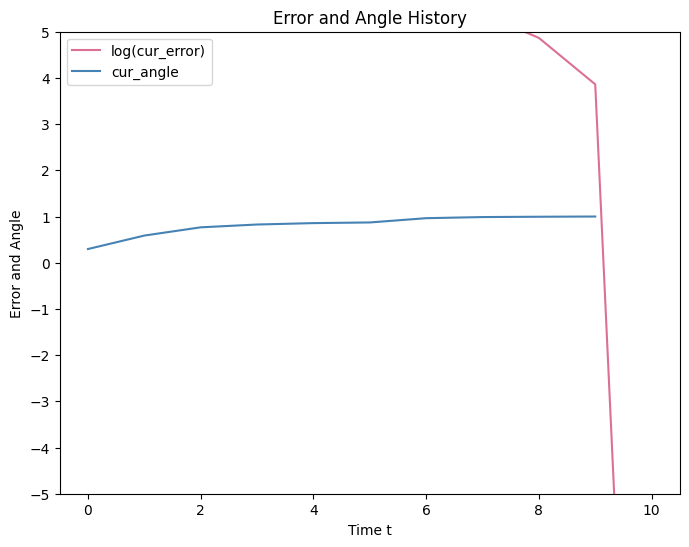 Error and Angle History
log(cur_error)
cur_angle
Error and Angle
5
4
3
2
1
0
−1
−2
−3
−4
−5
0 2 4 6 8 10
Time t